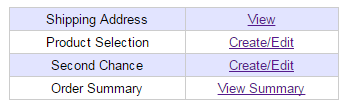 Shipping Address View
Product Selection Create/Edit
Second Chance Create/Edit
Order Summary View Summary